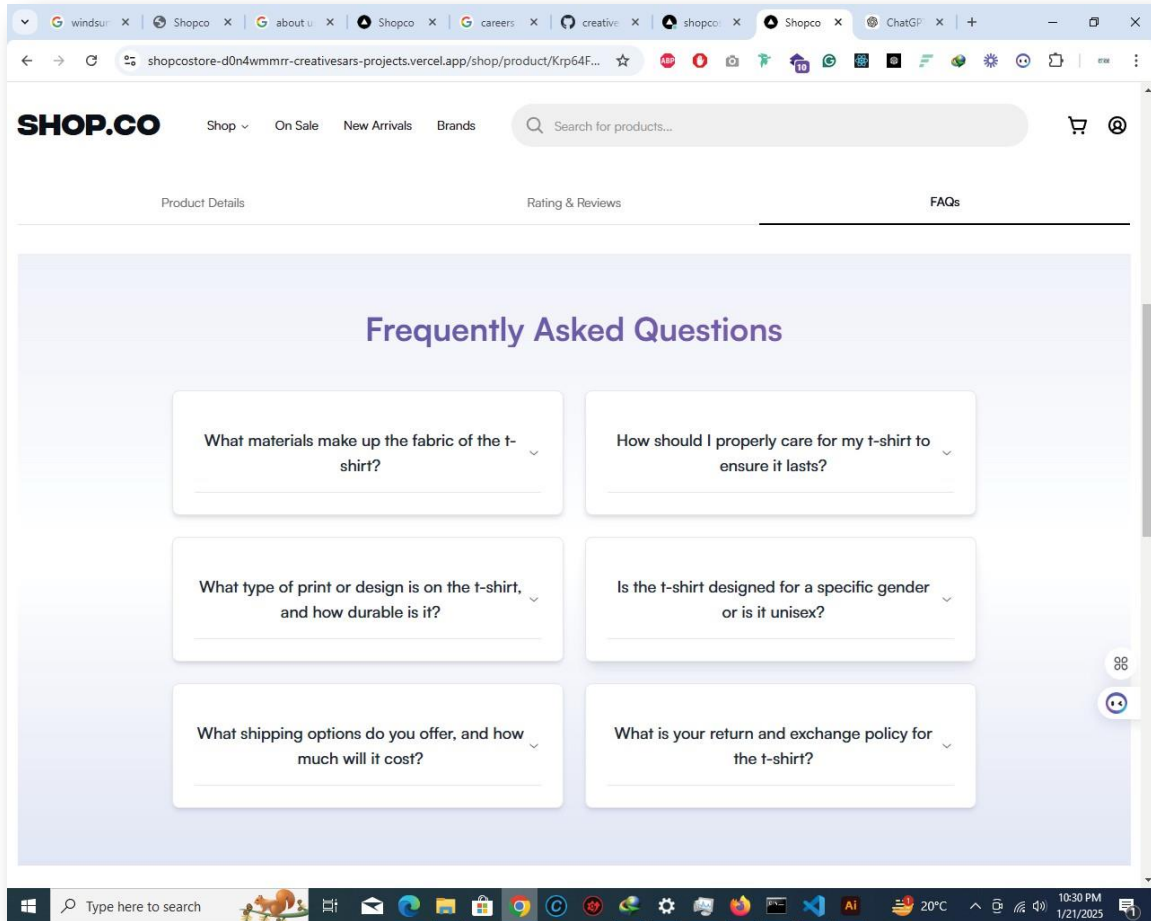 windsur
Shopco
about u
Shopco
careers
creative
shopco
Shopco
ChatGP
shopcostore-d0n4wmmrr-creativesars-projects.vercel.app/shop/product/Krp64F...
ABP
10
SHOP.CO
Shop
On Sale
New Arrivals
Brands
Search for products...
Product Details
Rating & Reviews
FAQs
Frequently Asked Questions
What materials make up the fabric of the t-
shirt?
How should I properly care for my t-shirt to
ensure it lasts?
What type of print or design is on the t-shirt,
and how durable is it?
Is the t-shirt designed for a specific gender
or is it unisex?
What shipping options do you offer, and how
much will it cost?
What is your return and exchange policy for
the t-shirt?
Type here to search
Ai
20°C
10:30 PM
1/21/2025
1